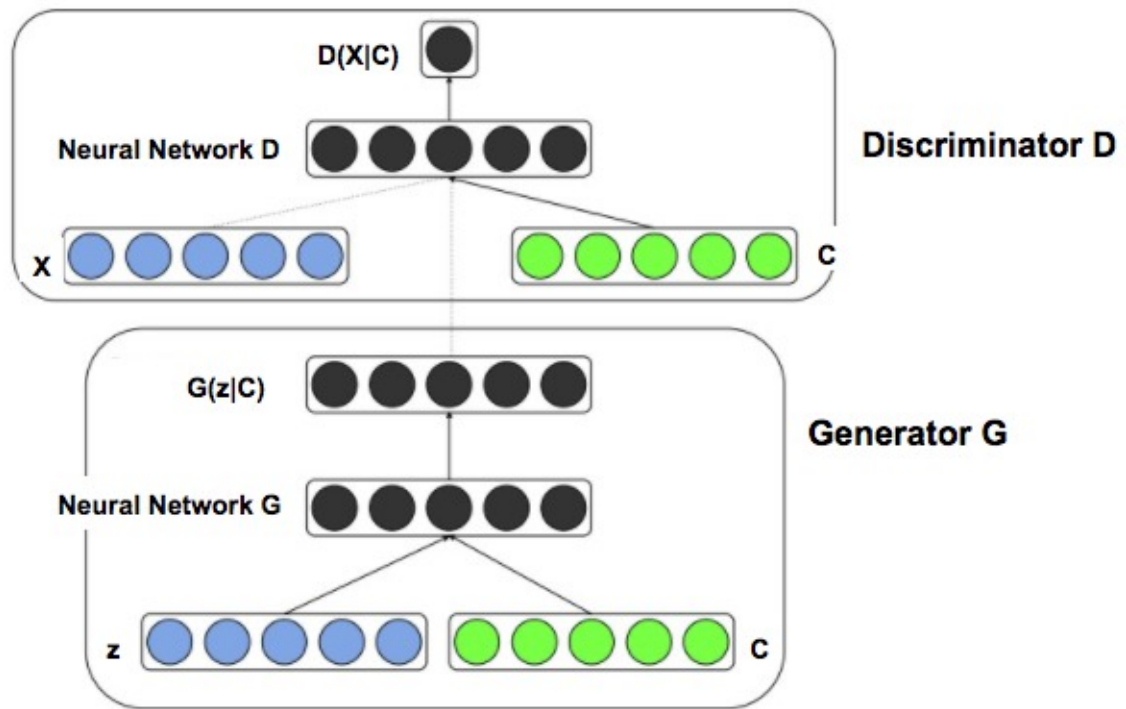 D(X|C)
Neural Network D
Discriminator D
X
C
G(z|C)
Generator G
Neural Network G
z
C